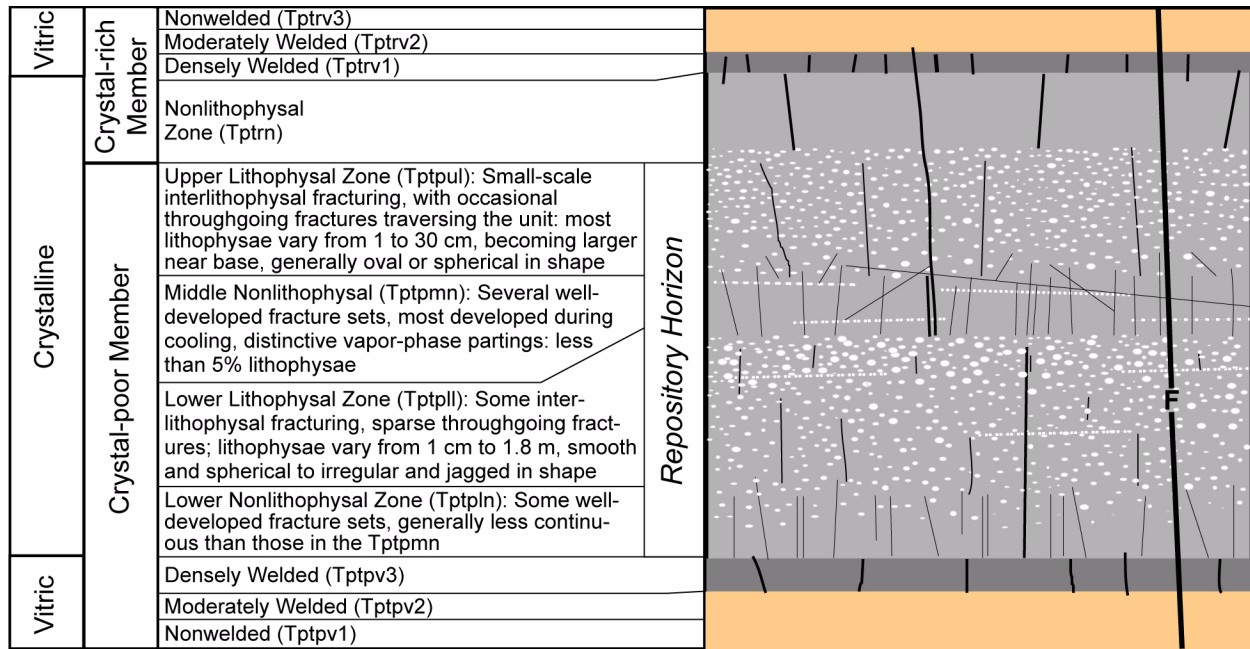 Vitric
Crystalline
Vitric
Crystal-rich
Member
Crystal-poor Member
Nonwelded (Tptrv3)
Moderately Welded (Tptrv2)
Densely Welded (Tptrv1)
Nonlithophysal
Zone (Tptrn)
Upper Lithophysal Zone (Tptpul): Small-scale
interlithophysal fracturing, with occasional
throughgoing fractures traversing the unit: most
lithophysae vary from 1 to 30 cm, becoming larger
near base, generally oval or spherical in shape
Middle Nonlithophysal (Tptpmn): Several well-
developed fracture sets, most developed during
cooling, distinctive vapor-phase partings: less
than 5% lithophysae
Lower Lithophysal Zone (Tptpll): Some inter-
lithophysal fracturing, sparse throughgoing fract-
ures; lithophysae vary from 1 cm to 1.8 m, smooth
and spherical to irregular and jagged in shape
Lower Nonlithophysal Zone (Tptpln): Some well-
developed fracture sets, generally less continu-
ous than those in the Tptpmn
Densely Welded (Tptpv3)
Moderately Welded (Tptpv2)
Nonwelded (Tptpv1)
Repository Horizon
F